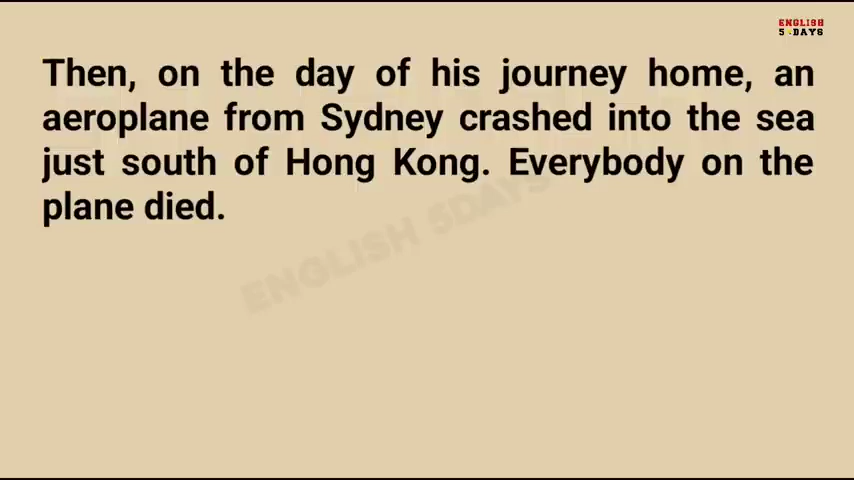 ENGLISH
5 DAYS
Then, on the day of his journey home, an
aeroplane from Sydney crashed into the sea
just south of Hong Kong. Everybody on the
plane died.
ENGLISH 5DAYS